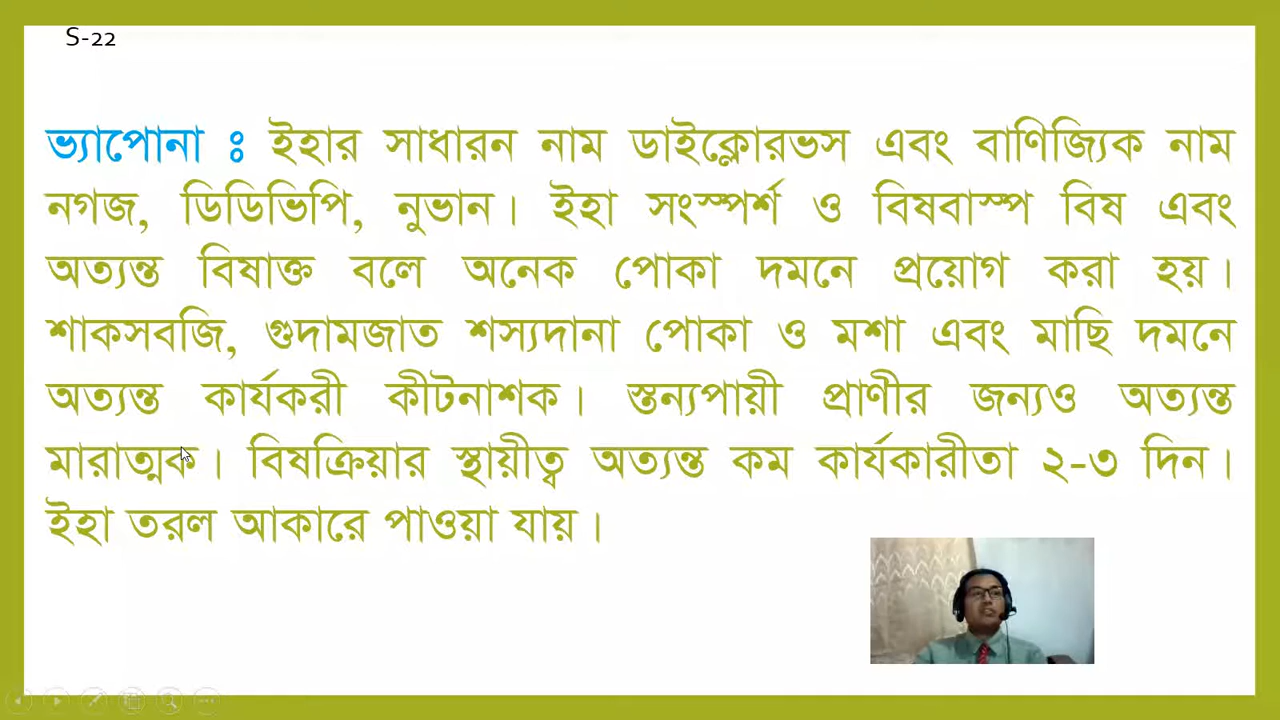 S-22
ভ্যাপোনা ঃ ইহার সাধারন নাম ডাইক্লোরভস এবং বাণিজ্যিক নাম
নগজ, ডিডিভিপি, নুভান। ইহা সংস্পর্শ ও বিষবাস্প বিষ এবং
অত্যন্ত বিষাক্ত বলে অনেক পোকা দমনে প্রয়োগ করা হয়।
শাকসবজি, গুদামজাত শস্যদানা পোকা ও মশা এবং মাছি দমনে
অত্যন্ত কার্যকরী কীটনাশক। স্তন্যপায়ী প্রাণীর জন্যও অত্যন্ত
মারাত্মক। বিষক্রিয়ার স্থায়ীত্ব অত্যন্ত কম কার্যকারীতা ২-৩ দিন।
ইহা তরল আকারে পাওয়া যায়।